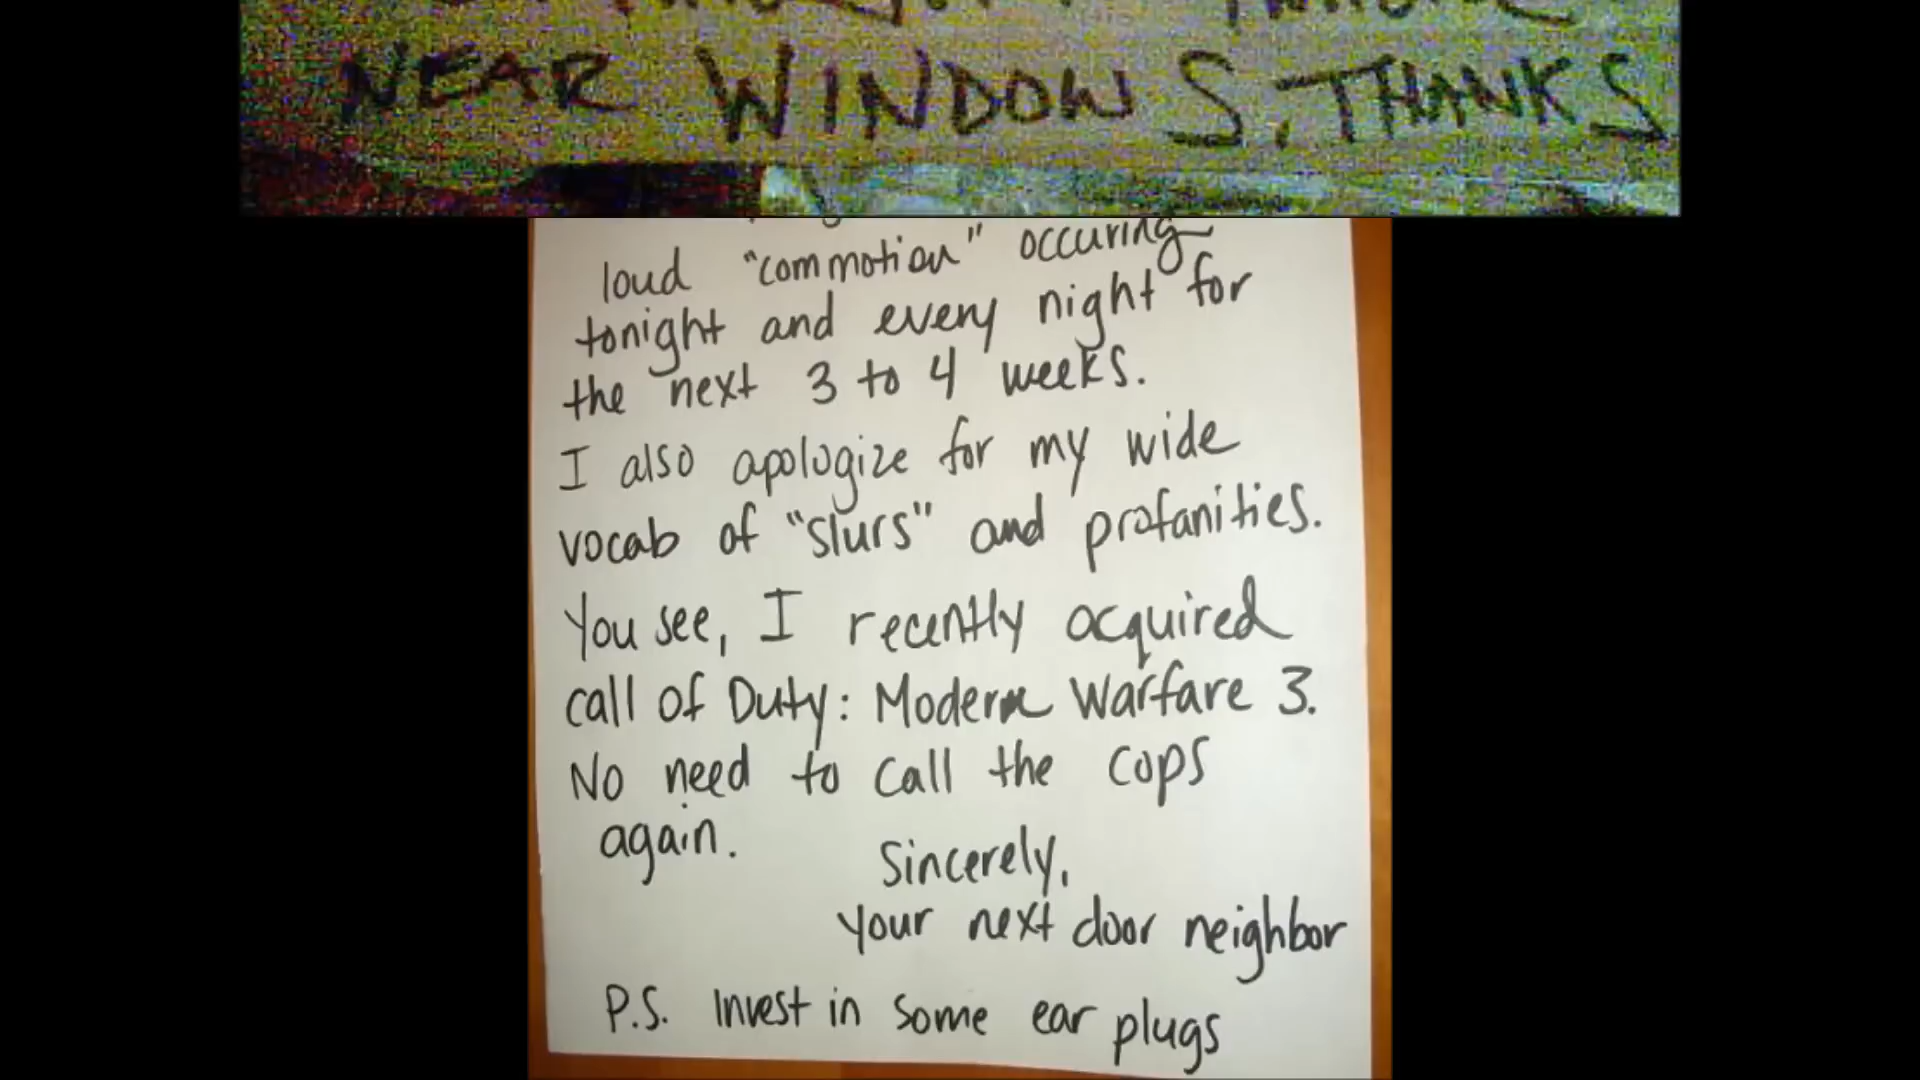 NEAR WINDOWS, THANKS
loud "commotion" occuring
tonight and every night for
the next 3 to 4 weeks.
I also apologize for my wide
vocab of "slurs" and profanities.
You see, I recently acquired
call of Duty: Modern Warfare 3.
No need to call the cops
again.
Sincerely,
Your next door neighbor
P.S. Invest in some ear plugs